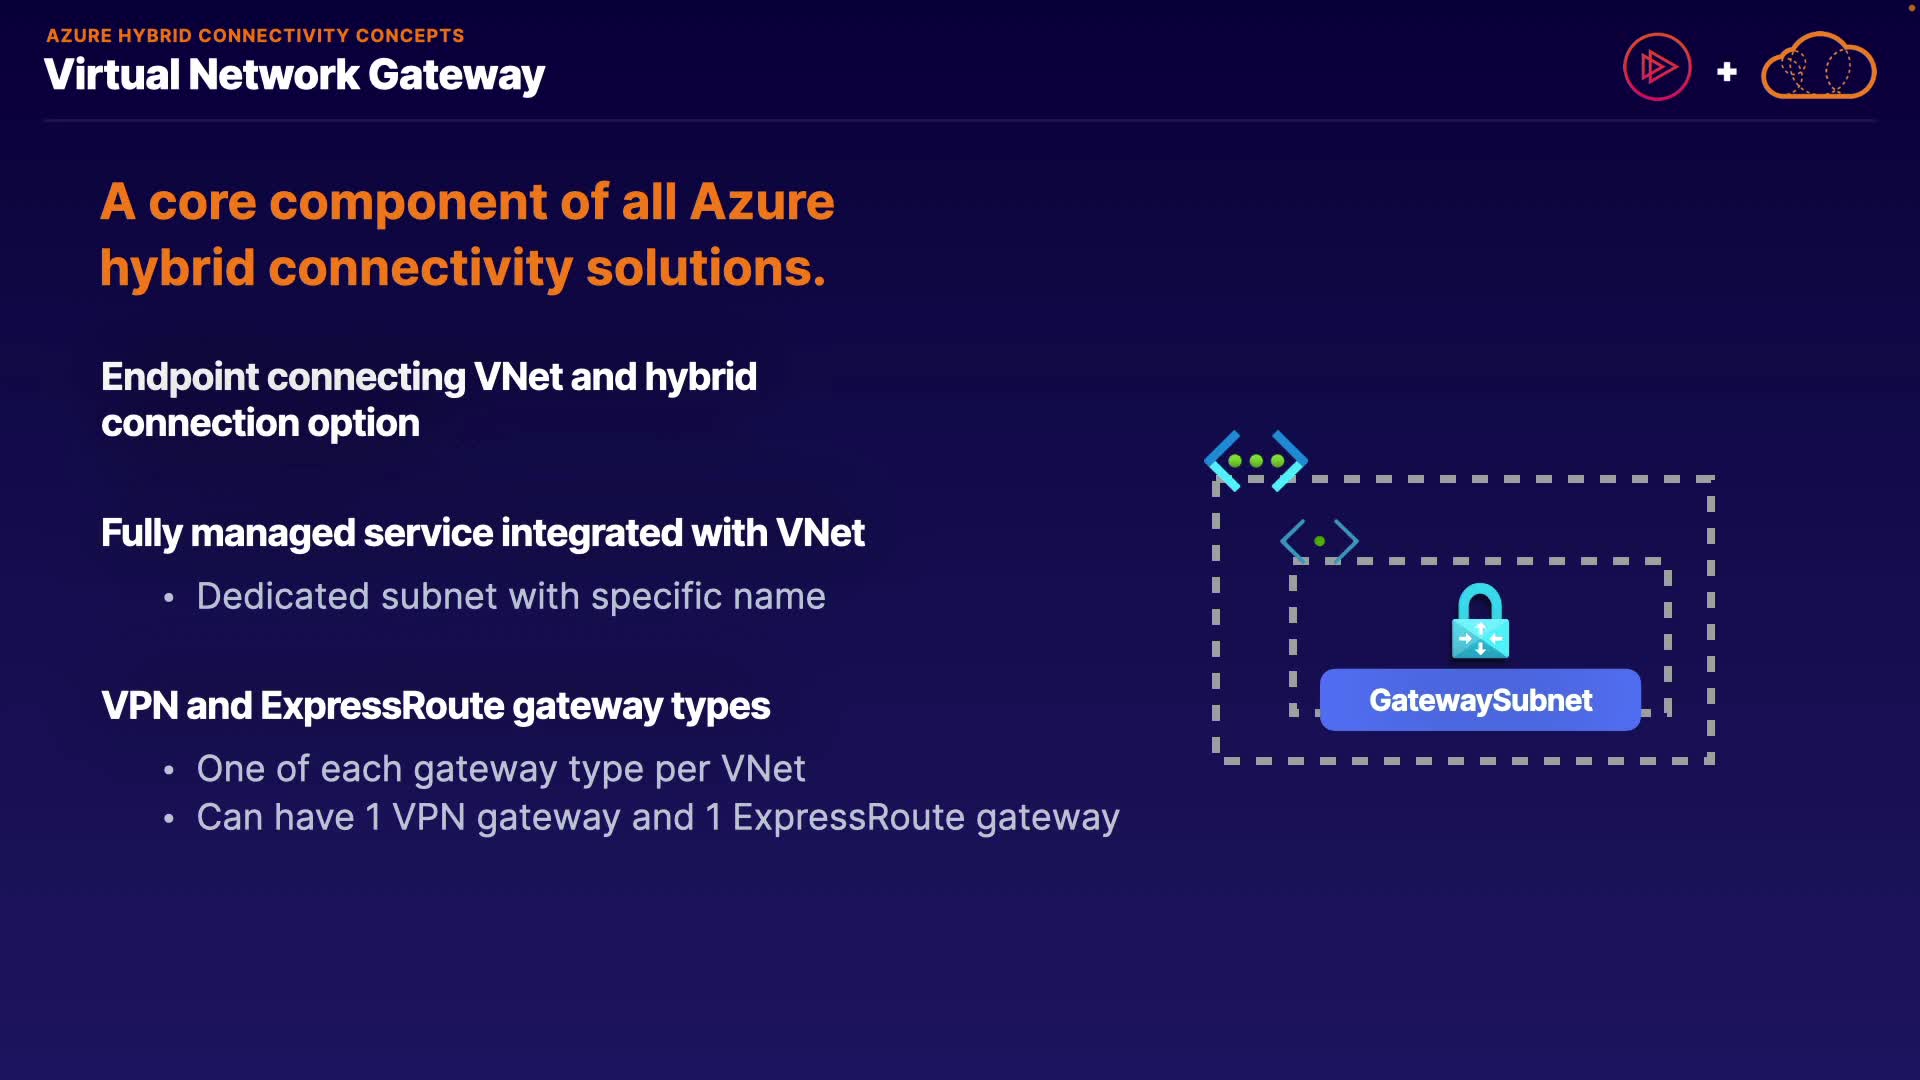 AZURE HYBRID CONNECTIVITY CONCEPTS
Virtual Network Gateway
A core component of all Azure
hybrid connectivity solutions.
Endpoint connecting VNet and hybrid
connection option
Fully managed service integrated with VNet
• Dedicated subnet with specific name
VPN and ExpressRoute gateway types
• One of each gateway type per VNet
• Can have 1 VPN gateway and 1 ExpressRoute gateway
GatewaySubnet